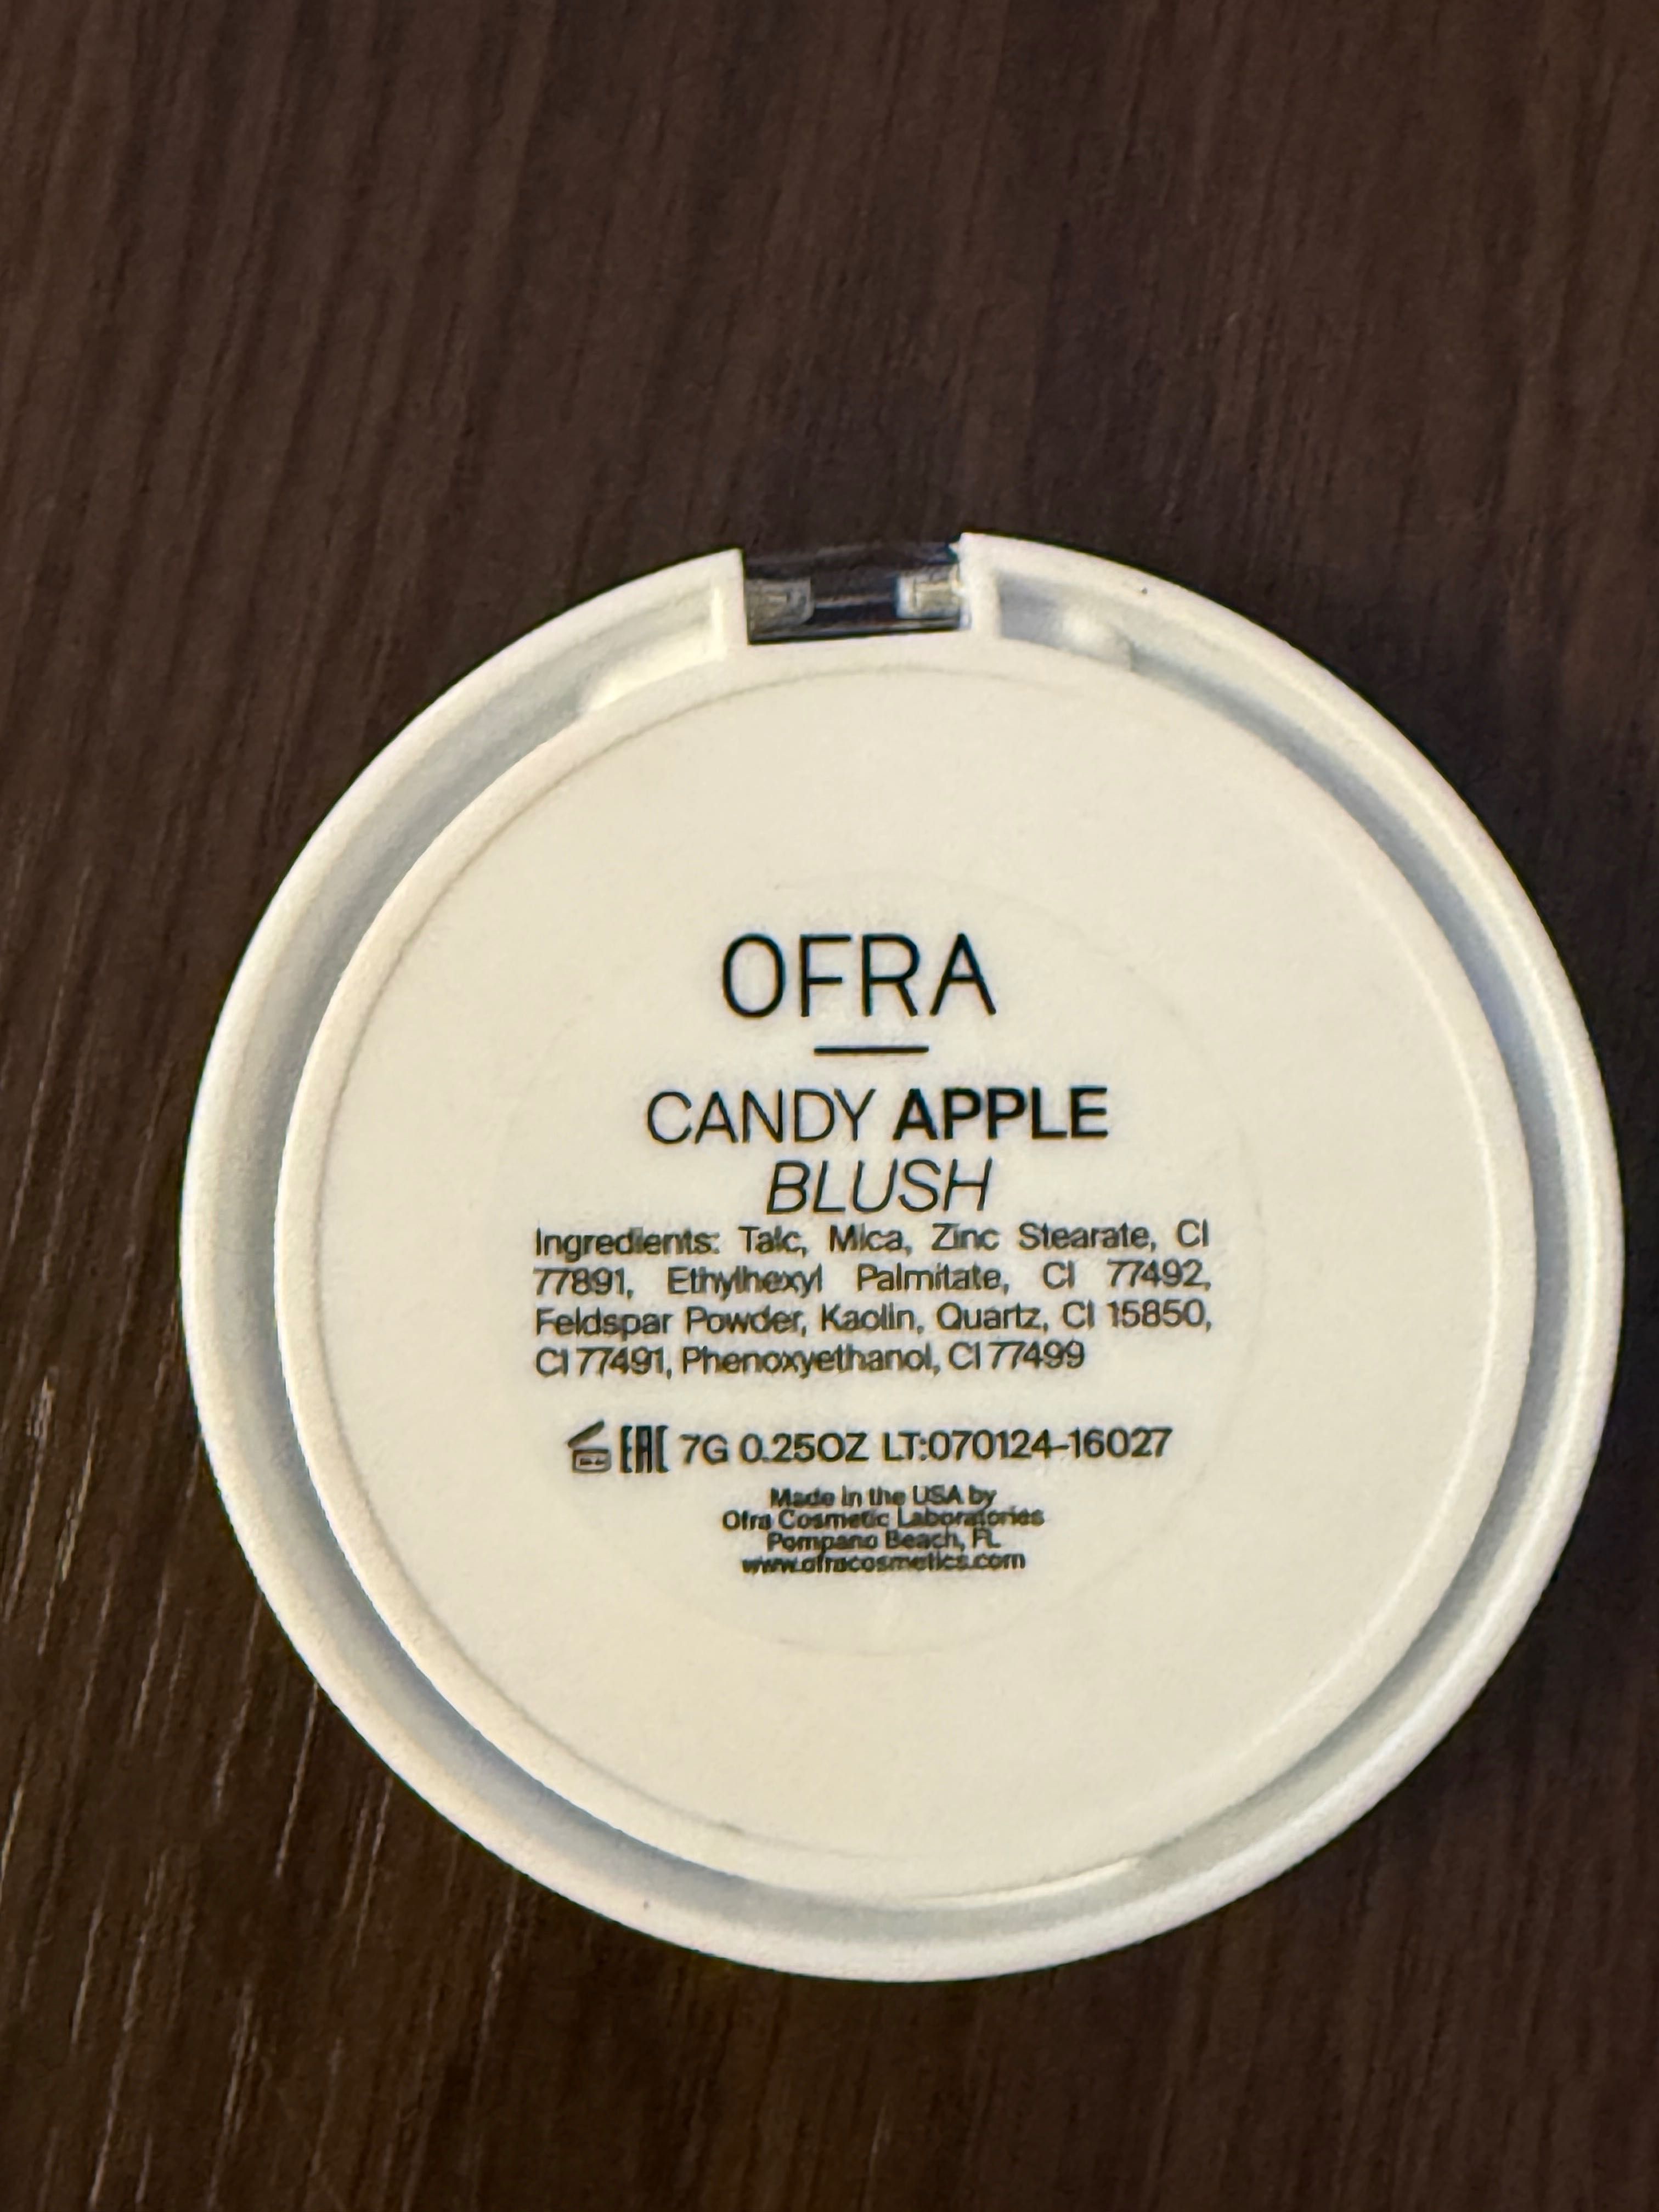 OFRA
CANDY APPLE
BLUSH
Ingredients: Talc, Mica, Zinc Stearate, CI
77891, Ethylhexyl Palmitate, CI 77492,
Feldspar Powder, Kaolin, Quartz, CI 15850,
CI 77491, Phenoxyethanol, CI 77499
EAC 7G 0.25OZ LT:070124-16027
Made in the USA by
Ofra Cosmetic Laboratories
Pompano Beach, FL
www.ofracosmetics.com